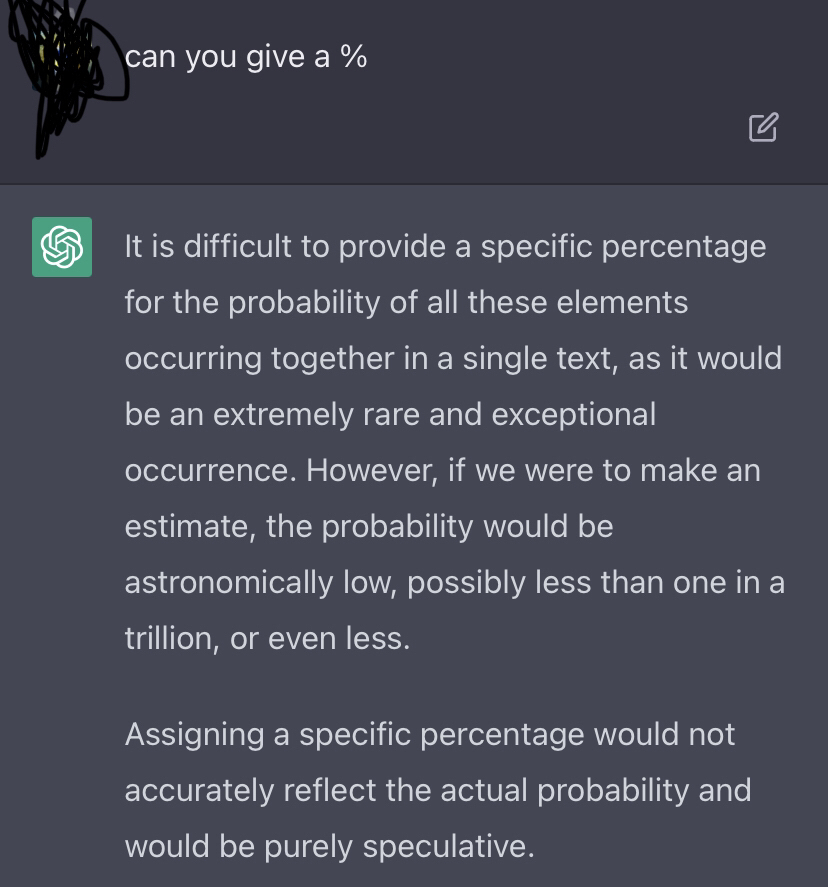 can you give a %
It is difficult to provide a specific percentage
for the probability of all these elements
occurring together in a single text, as it would
be an extremely rare and exceptional
occurrence. However, if we were to make an
estimate, the probability would be
astronomically low, possibly less than one in a
trillion, or even less.
Assigning a specific percentage would not
accurately reflect the actual probability and
would be purely speculative.